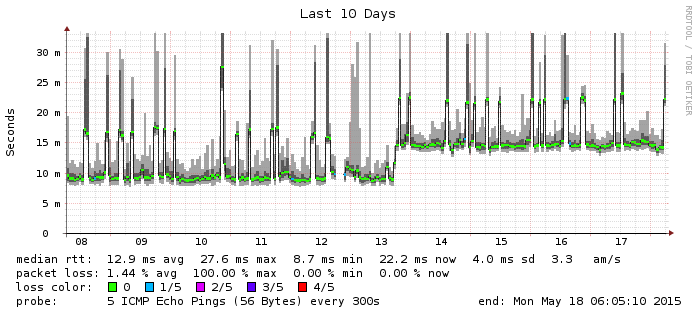 Last 10 Days
RRDTOOL / TOBI OETIKER
Seconds
30 m
25 m
20 m
15 m
10 m
5 m
0
08 09 10 11 12 13 14 15 16 17
median rtt: 12.9 ms avg 27.6 ms max 8.7 ms min 22.2 ms now 4.0 ms sd 3.3 am/s
packet loss: 1.44 % avg 100.00 % max 0.00 % min 0.00 % now
loss color: 0 1/5 2/5 3/5 4/5
probe: 5 ICMP Echo Pings (56 Bytes) every 300s end: Mon May 18 06:05:10 2015